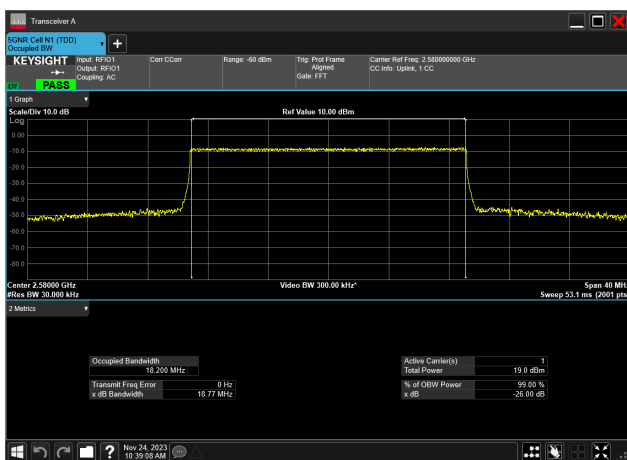 Transceiver A
5GNR Cell N1 (TDD)
Occupied BW
KEYSIGHT
LXI
PASS
Input: RFIO1
Output: RFIO1
Coupling: AC
Corr CCorr
Range: -60 dBm
Trig: Prot Frame
Aligned
Gate: FFT
Carrier Ref Freq: 2.580000000 GHz
CC Info: Uplink, 1 CC
1 Graph
Scale/Div 10.0 dB
Ref Value 10.00 dBm
Log
0.00
-10.0
-20.0
-30.0
-40.0
-50.0
-60.0
-70.0
-80.0
Center 2.58000 GHz
Video BW 300.00 kHz*
Span 40 MHz
#Res BW 30.000 kHz
Sweep 53.1 ms (2001 pts
2 Metrics
Occupied Bandwidth
18.200 MHz
Transmit Freq Error 0 Hz
x dB Bandwidth 18.77 MHz
Active Carrier(s) 1
Total Power 19.0 dBm
% of OBW Power 99.00 %
x dB -26.00 dB
Nov 24, 2023
10:39:08 AM